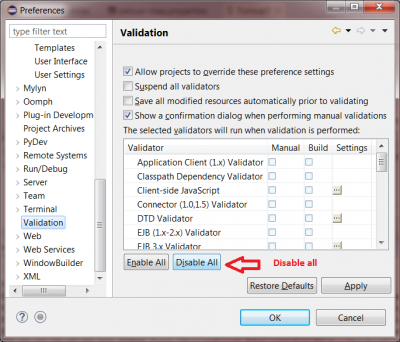 Preferences
type filter text
Templates
User Interface
User Settings
Mylyn
Oomph
Plug-in Developm
Project Archives
PyDev
Remote Systems
Run/Debug
Server
Team
Terminal
Validation
Web
Web Services
WindowBuilder
XML
Validation
Allow projects to override these preference settings
Suspend all validators
Save all modified resources automatically prior to validating
Show a confirmation dialog when performing manual validations
The selected validators will run when validation is performed:
Validator Manual Build Settings
Application Client (1.x) Validator
Classpath Dependency Validator
Client-side JavaScript ...
Connector (1.0,1.5) Validator
DTD Validator ...
EJB (1.x-2.x) Validator
EJB 3.x Validator ...
Enable All Disable All Disable all
Restore Defaults Apply
? OK Cancel